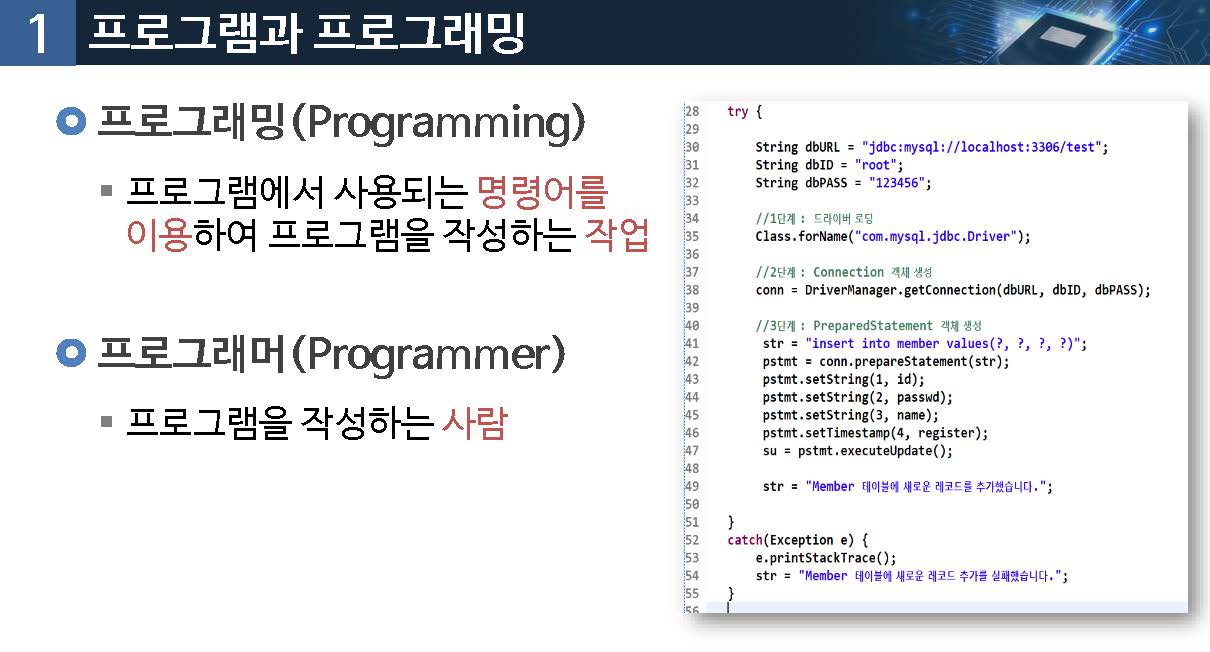 1 프로그램과 프로그래밍
프로그래밍(Programming)
프로그램에서 사용되는 명령어를
이용하여 프로그램을 작성하는 작업
프로그래머(Programmer)
프로그램을 작성하는 사람
28 try {
29
30 String dbURL = "jdbc:mysql://localhost:3306/test";
31 String dbID = "root";
32 String dbPASS = "123456";
33
34 //1단계 : 드라이버 로딩
35 Class.forName("com.mysql.jdbc.Driver");
36
37 //2단계 : Connection 객체 생성
38 conn = DriverManager.getConnection(dbURL, dbID, dbPASS);
39
40 //3단계 : PreparedStatement 객체 생성
41 str = "insert into member values(?, ?, ?, ?)";
42 pstmt = conn.prepareStatement(str);
43 pstmt.setString(1, id);
44 pstmt.setString(2, passwd);
45 pstmt.setString(3, name);
46 pstmt.setTimestamp(4, register);
47 su = pstmt.executeUpdate();
48
49 str = "Member 테이블에 새로운 레코드를 추가했습니다.";
50
51 }
52 catch(Exception e) {
53 e.printStackTrace();
54 str = "Member 테이블에 새로운 레코드 추가를 실패했습니다.";
55 }
56